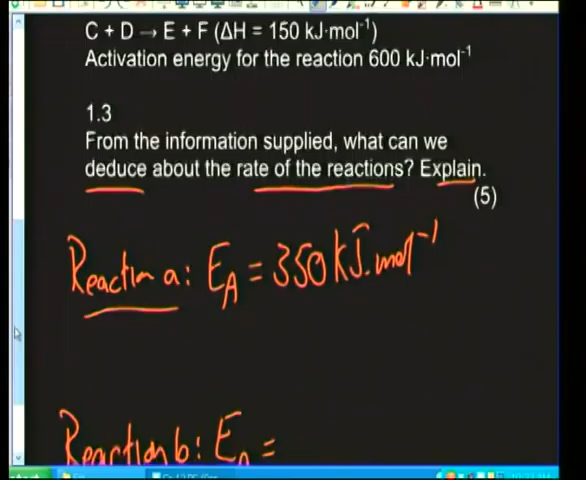 C + D → E + F (ΔH = 150 kJ·mol⁻¹)
Activation energy for the reaction 600 kJ·mol⁻¹
1.3
From the information supplied, what can we
deduce about the rate of the reactions? Explain.
(5)
Reaction a: E_A = 350 kJ.mol⁻¹
Reaction b: E_A =